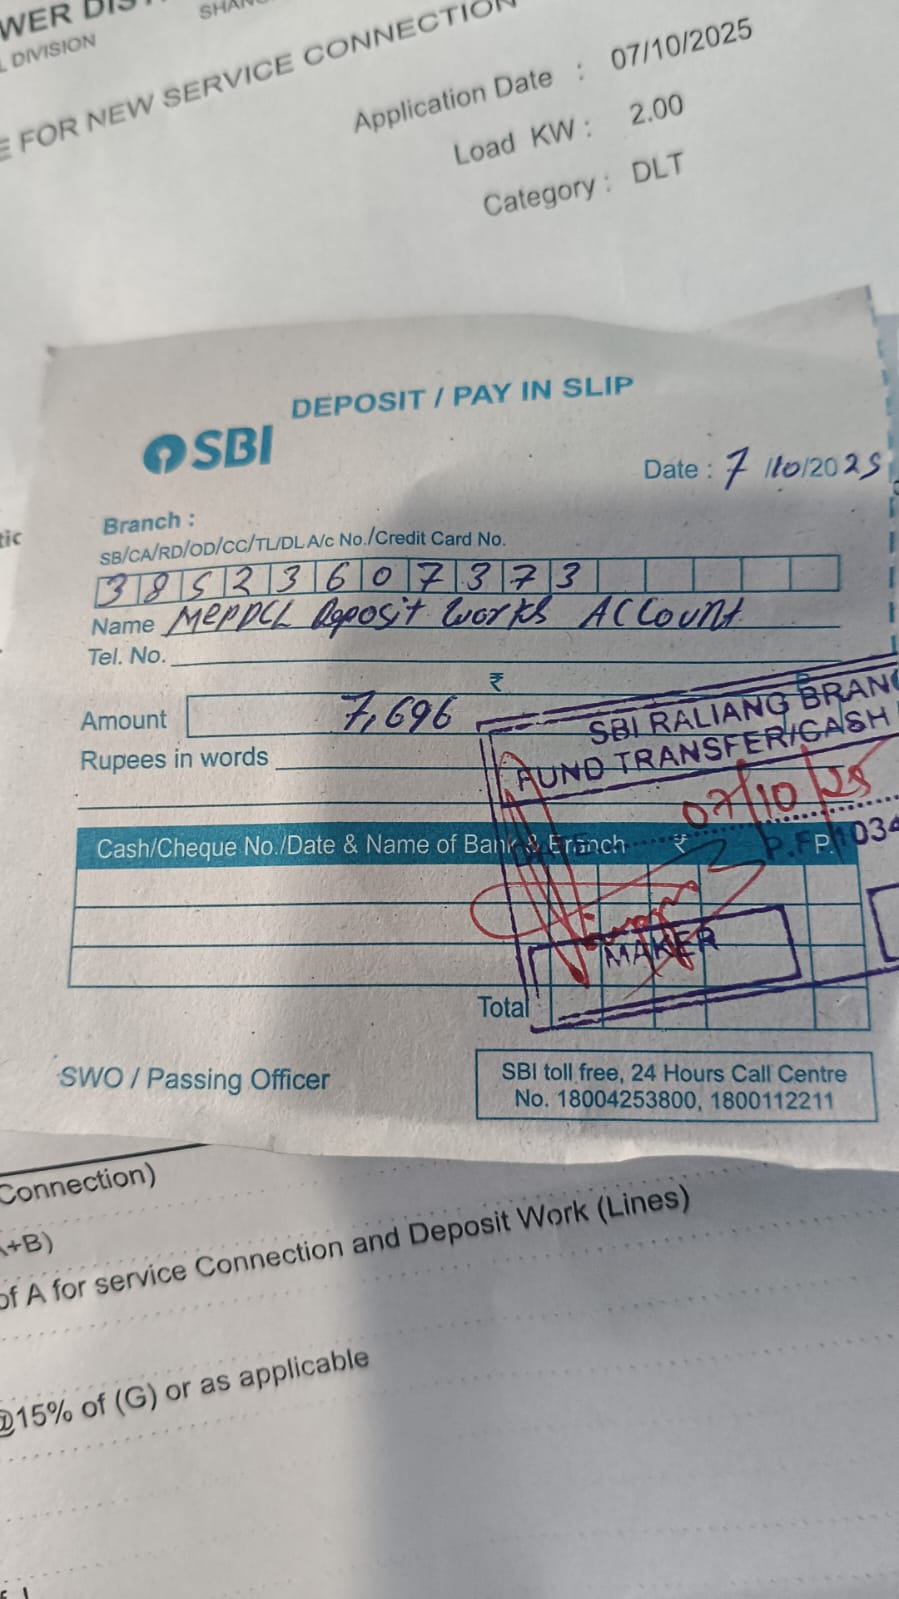 WER DIS
SHAN
L DIVISION
E FOR NEW SERVICE CONNECTION
Application Date : 07/10/2025
Load KW : 2.00
Category : DLT
DEPOSIT / PAY IN SLIP
SBI
Date : 7/10/2025
tic
Branch :
SB/CA/RD/OD/CC/TL/DL A/c No./Credit Card No.
38523607373
Name MePDCL Deposit Works ACCount
Tel. No.
₹
Amount 7,696
SBI RALIANG BRAN
Rupees in words
FUND TRANSFER/CASH
07/10/25
Cash/Cheque No./Date & Name of Bank & Branch ₹ P.
P.F 1034
MAKER
Total
SWO / Passing Officer
SBI toll free, 24 Hours Call Centre
No. 18004253800, 1800112211
Connection)
A+B)
of A for service Connection and Deposit Work (Lines)
@15% of (G) or as applicable